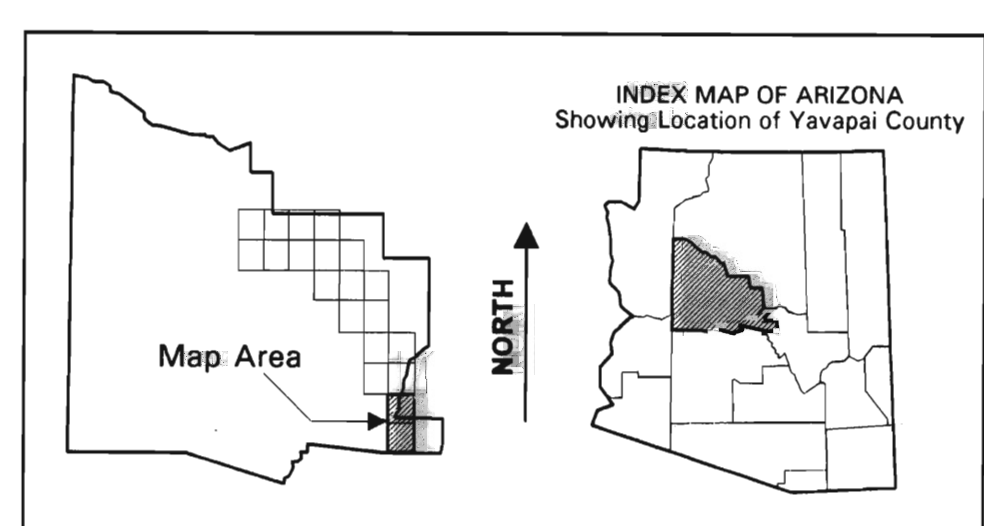 INDEX MAP OF ARIZONA
Showing Location of Yavapai County
Map Area
NORTH